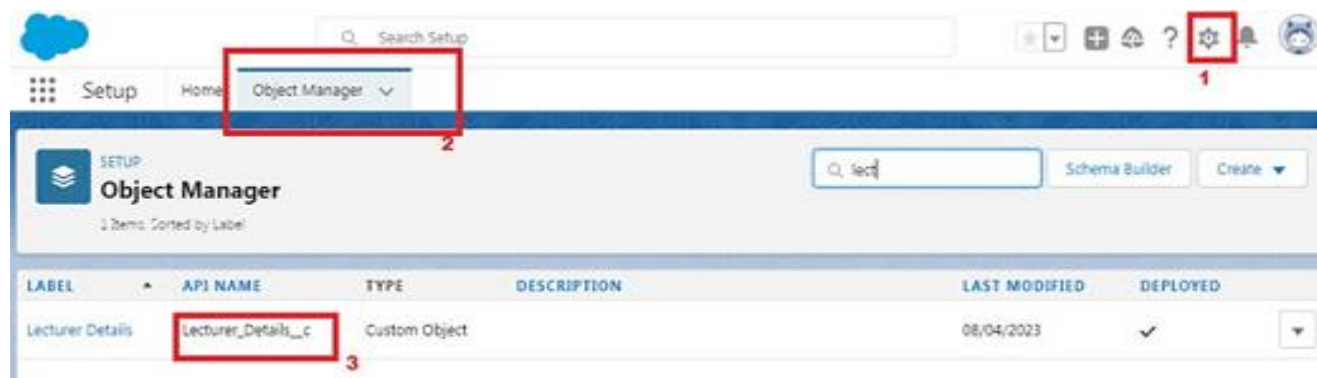 Search Setup
?
1
Setup Home Object Manager
2
SETUP
Object Manager
lect
Schema Builder Create
Items Sorted by Label
LABEL API NAME TYPE DESCRIPTION LAST MODIFIED DEPLOYED
Lecturer Details Lecturer_Details__c Custom Object 08/04/2023
3